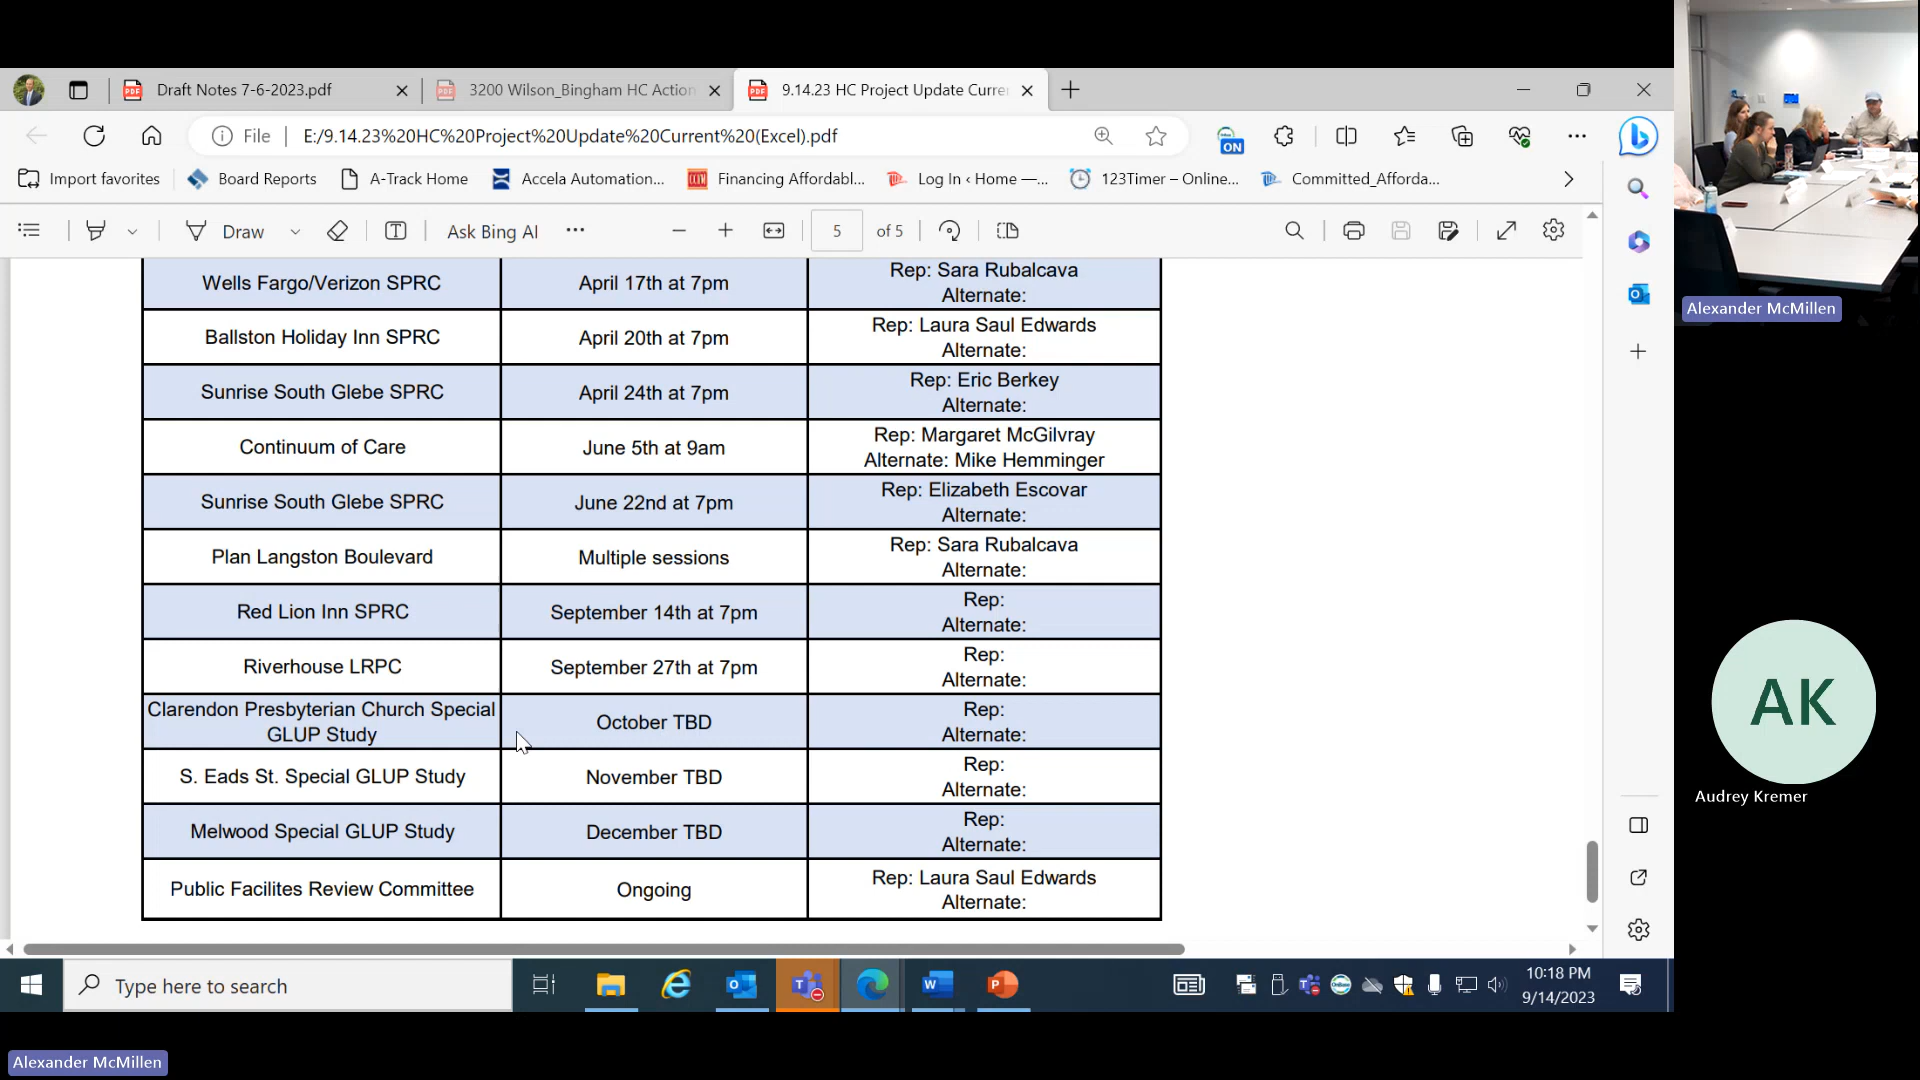 Draft Notes 7-6-2023.pdf
3200 Wilson_Bingham HC Action
9.14.23 HC Project Update Curre
File
E:/9.14.23%20HC%20Project%20Update%20Current%20(Excel).pdf
ON
Import favorites
Board Reports
A-Track Home
Accela Automation...
Financing Affordabl...
Log In ‹ Home —...
123Timer – Online...
Committed_Afforda...
Draw
Ask Bing AI
5
of 5
Wells Fargo/Verizon SPRC
April 17th at 7pm
Rep: Sara Rubalcava
Alternate:
Ballston Holiday Inn SPRC
April 20th at 7pm
Rep: Laura Saul Edwards
Alternate:
Sunrise South Glebe SPRC
April 24th at 7pm
Rep: Eric Berkey
Alternate:
Continuum of Care
June 5th at 9am
Rep: Margaret McGilvray
Alternate: Mike Hemminger
Sunrise South Glebe SPRC
June 22nd at 7pm
Rep: Elizabeth Escovar
Alternate:
Plan Langston Boulevard
Multiple sessions
Rep: Sara Rubalcava
Alternate:
Red Lion Inn SPRC
September 14th at 7pm
Rep:
Alternate:
Riverhouse LRPC
September 27th at 7pm
Rep:
Alternate:
Clarendon Presbyterian Church Special
GLUP Study
October TBD
Rep:
Alternate:
S. Eads St. Special GLUP Study
November TBD
Rep:
Alternate:
Melwood Special GLUP Study
December TBD
Rep:
Alternate:
Public Facilites Review Committee
Ongoing
Rep: Laura Saul Edwards
Alternate:
Type here to search
10:18 PM
9/14/2023
Alexander McMillen
AK
Audrey Kremer
Alexander McMillen